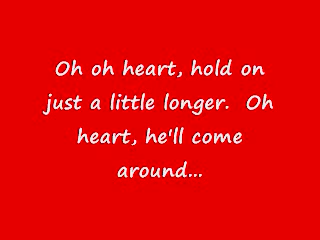 Oh oh heart, hold on
just a little longer.  Oh
heart, he'll come
around...